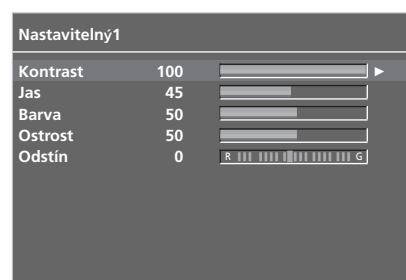 Nastavitelný1
Kontrast 100
Jas 45
Barva 50
Ostrost 50
Odstín 0 R G